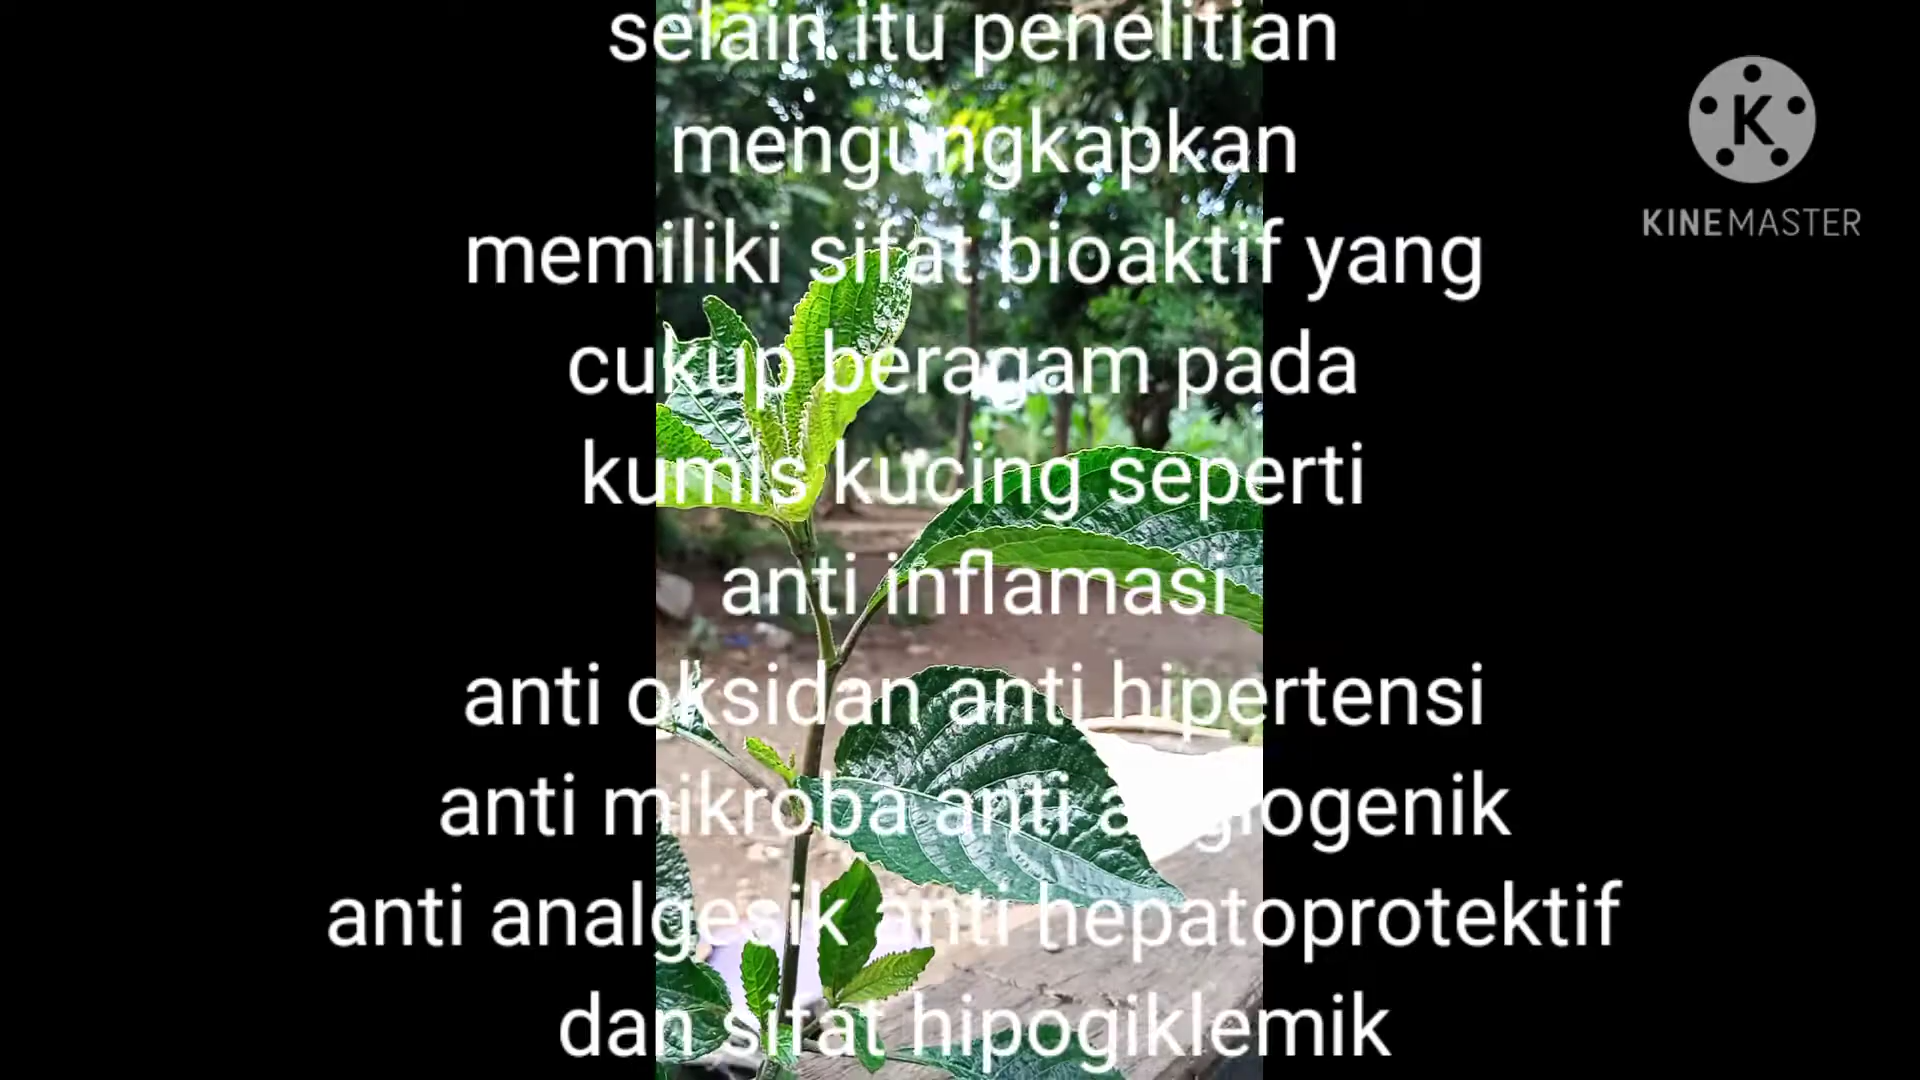 selain itu penelitian
mengungkapkan
memiliki sifat bioaktif yang
cukup beragam pada
kumis kucing seperti
anti inflamasi
anti oksidan anti hipertensi
anti mikroba anti angiogenik
anti analgesik anti hepatoprotektif
dan sifat hipogiklemik
K
KINEMASTER